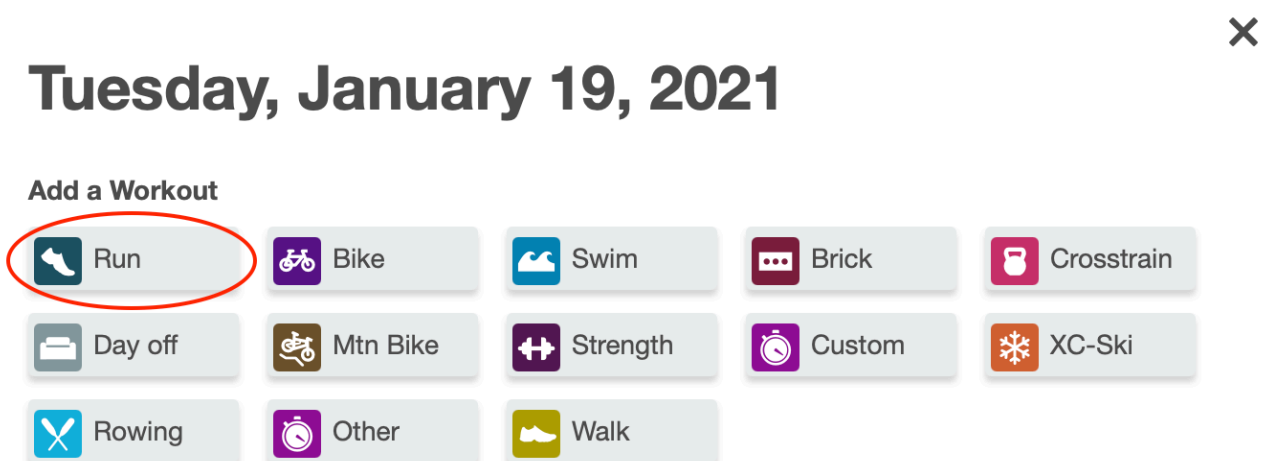 Tuesday, January 19, 2021
Add a Workout
Run Bike Swim Brick Crosstrain
Day off Mtn Bike Strength Custom XC-Ski
Rowing Other Walk